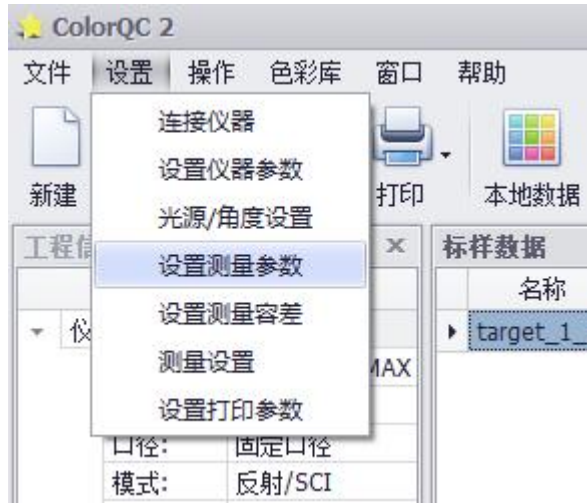 ColorQC 2
文件 设置 操作 色彩库 窗口 帮助
新建 打印 本地数据
连接仪器
设置仪器参数
光源/角度设置
设置测量参数
设置测量容差
测量设置
设置打印参数
工程信
标样数据
名称
仪
target_1_
MAX
口径: 固定口径
模式: 反射/SCI